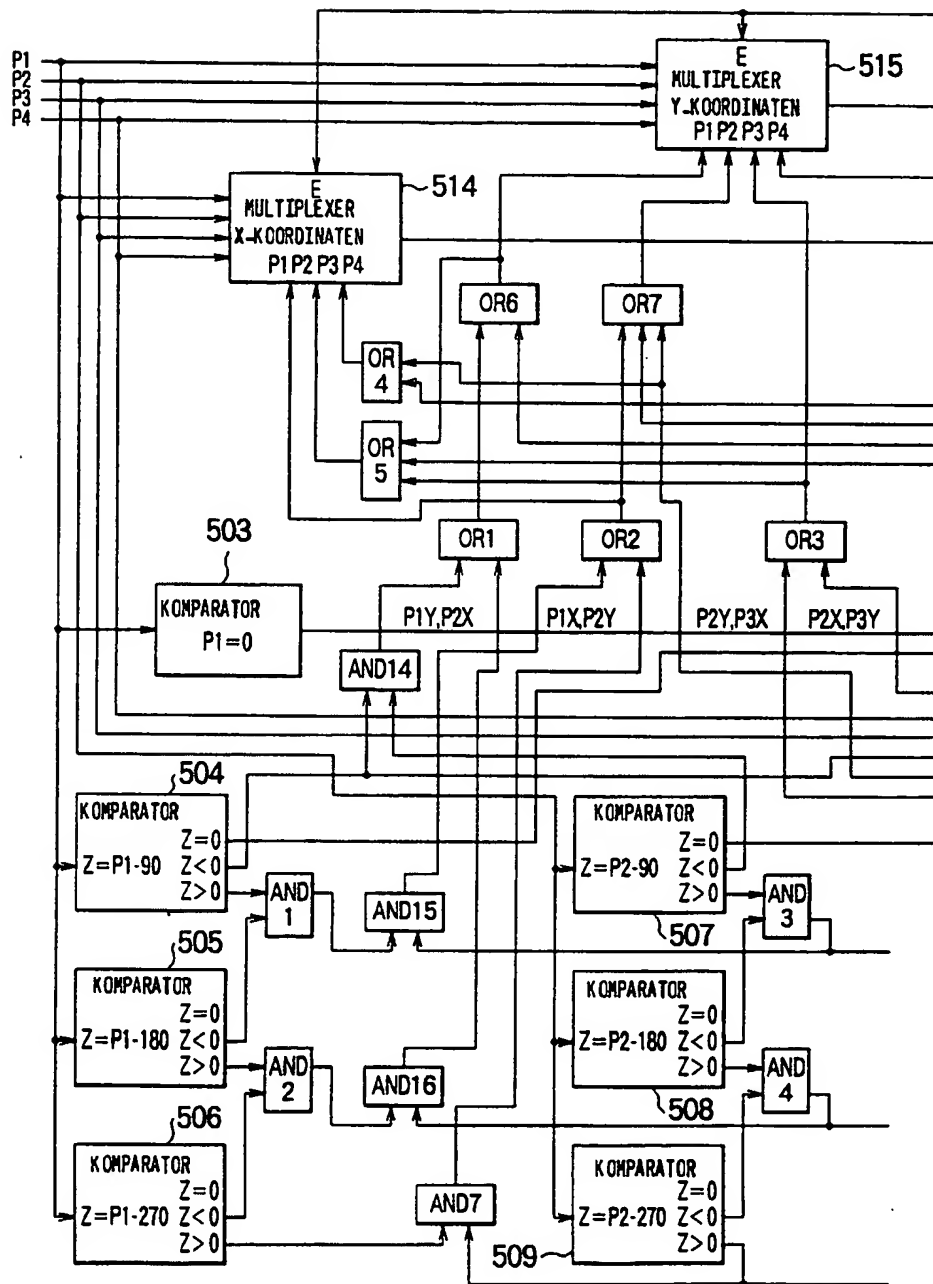 P1
P2
P3
P4
E
MULTIPLEXER
Y-KOORDINATEN
P1 P2 P3 P4
515
E
MULTIPLEXER
X-KOORDINATEN
P1 P2 P3 P4
514
OR6
OR7
OR
4
OR
5
503
OR1
OR2
OR3
KOMPARATOR
P1=0
P1Y,P2X
P1X,P2Y
P2Y,P3X
P2X,P3Y
AND14
504
KOMPARATOR
Z=0
Z=P1-90
Z<0
Z>0
AND
1
AND15
KOMPARATOR
Z=0
Z=P2-90
Z<0
Z>0
AND
3
507
505
KOMPARATOR
Z=0
Z=P1-180
Z<0
Z>0
AND
2
AND16
KOMPARATOR
Z=0
Z=P2-180
Z<0
Z>0
AND
4
508
506
KOMPARATOR
Z=0
Z=P1-270
Z<0
Z>0
AND7
KOMPARATOR
Z=0
Z=P2-270
Z<0
Z>0
509